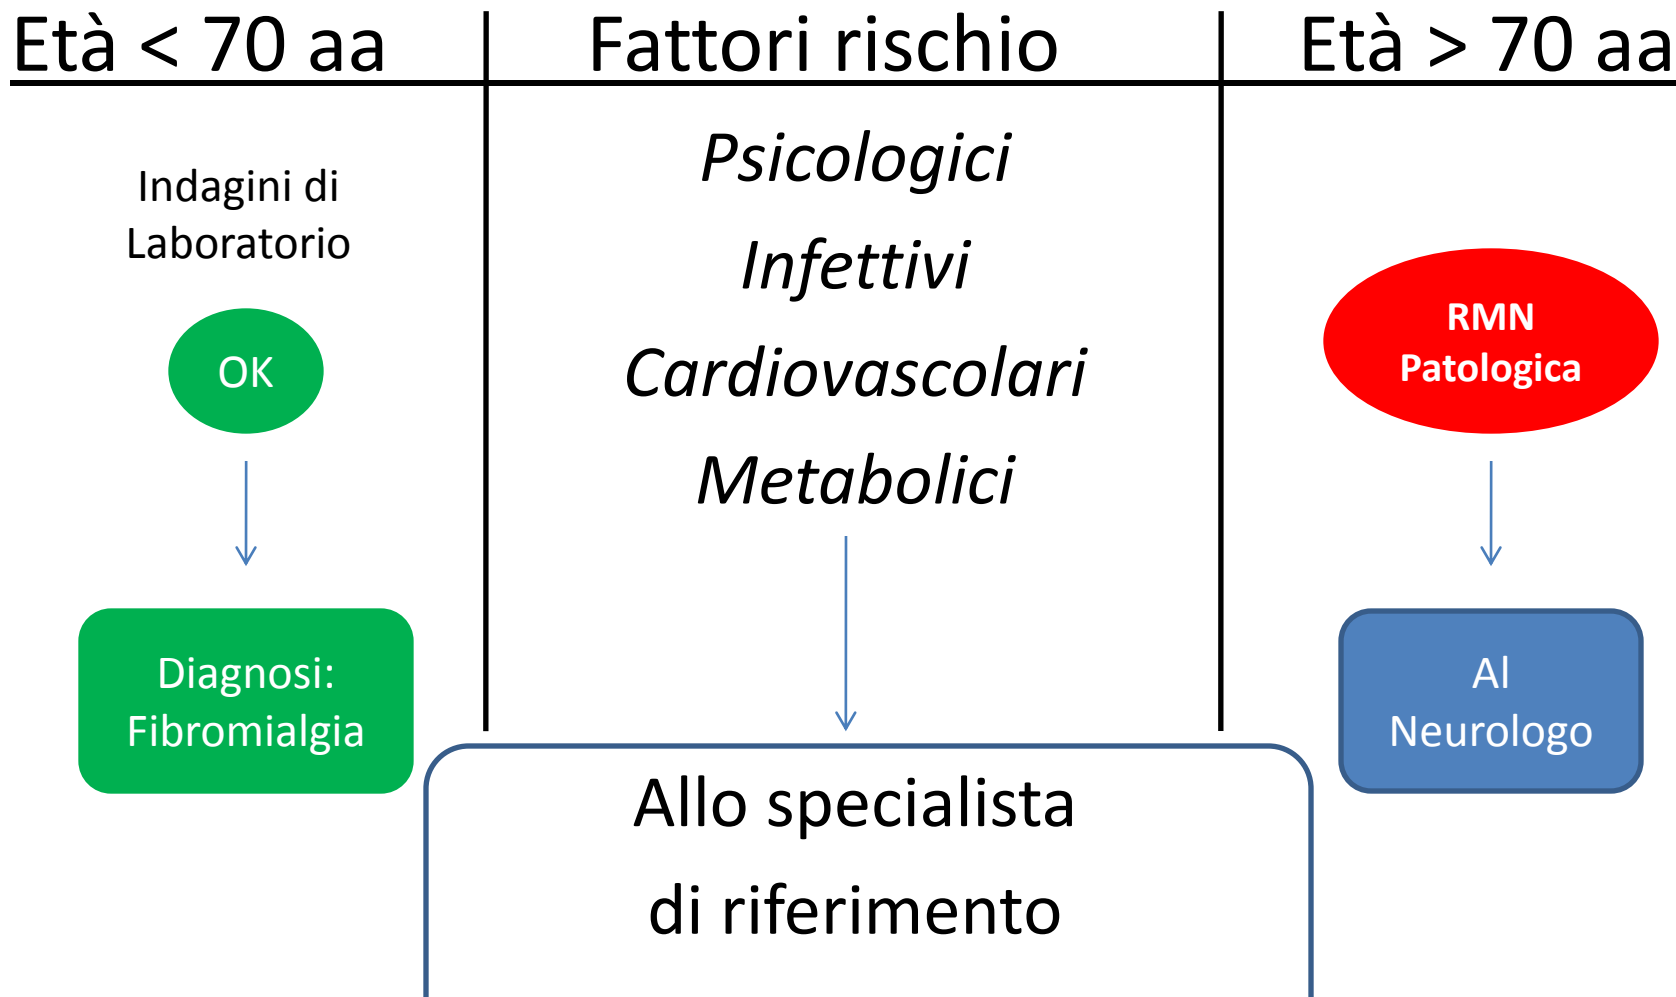 Età < 70 aa
Fattori rischio
Età > 70 aa
Indagini di
Laboratorio
OK
Diagnosi:
Fibromialgia
Psicologici
Infettivi
Cardiovascolari
Metabolici
Allo specialista
di riferimento
RMN
Patologica
Al
Neurologo